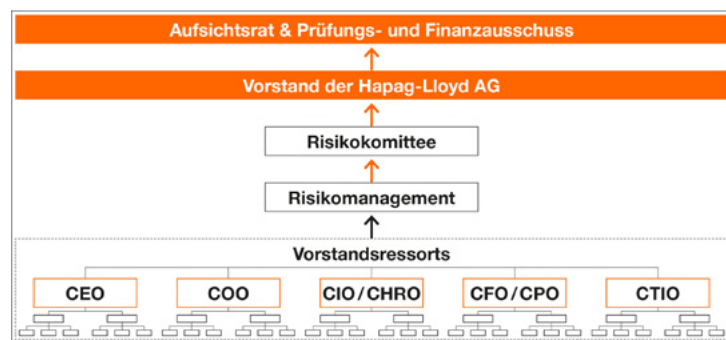 Aufsichtsrat & Prüfungs- und Finanzausschuss
Vorstand der Hapag-Lloyd AG
Risikokomittee
Risikomanagement
Vorstandsressorts
CEO
COO
CIO / CHRO
CFO / CPO
CTIO